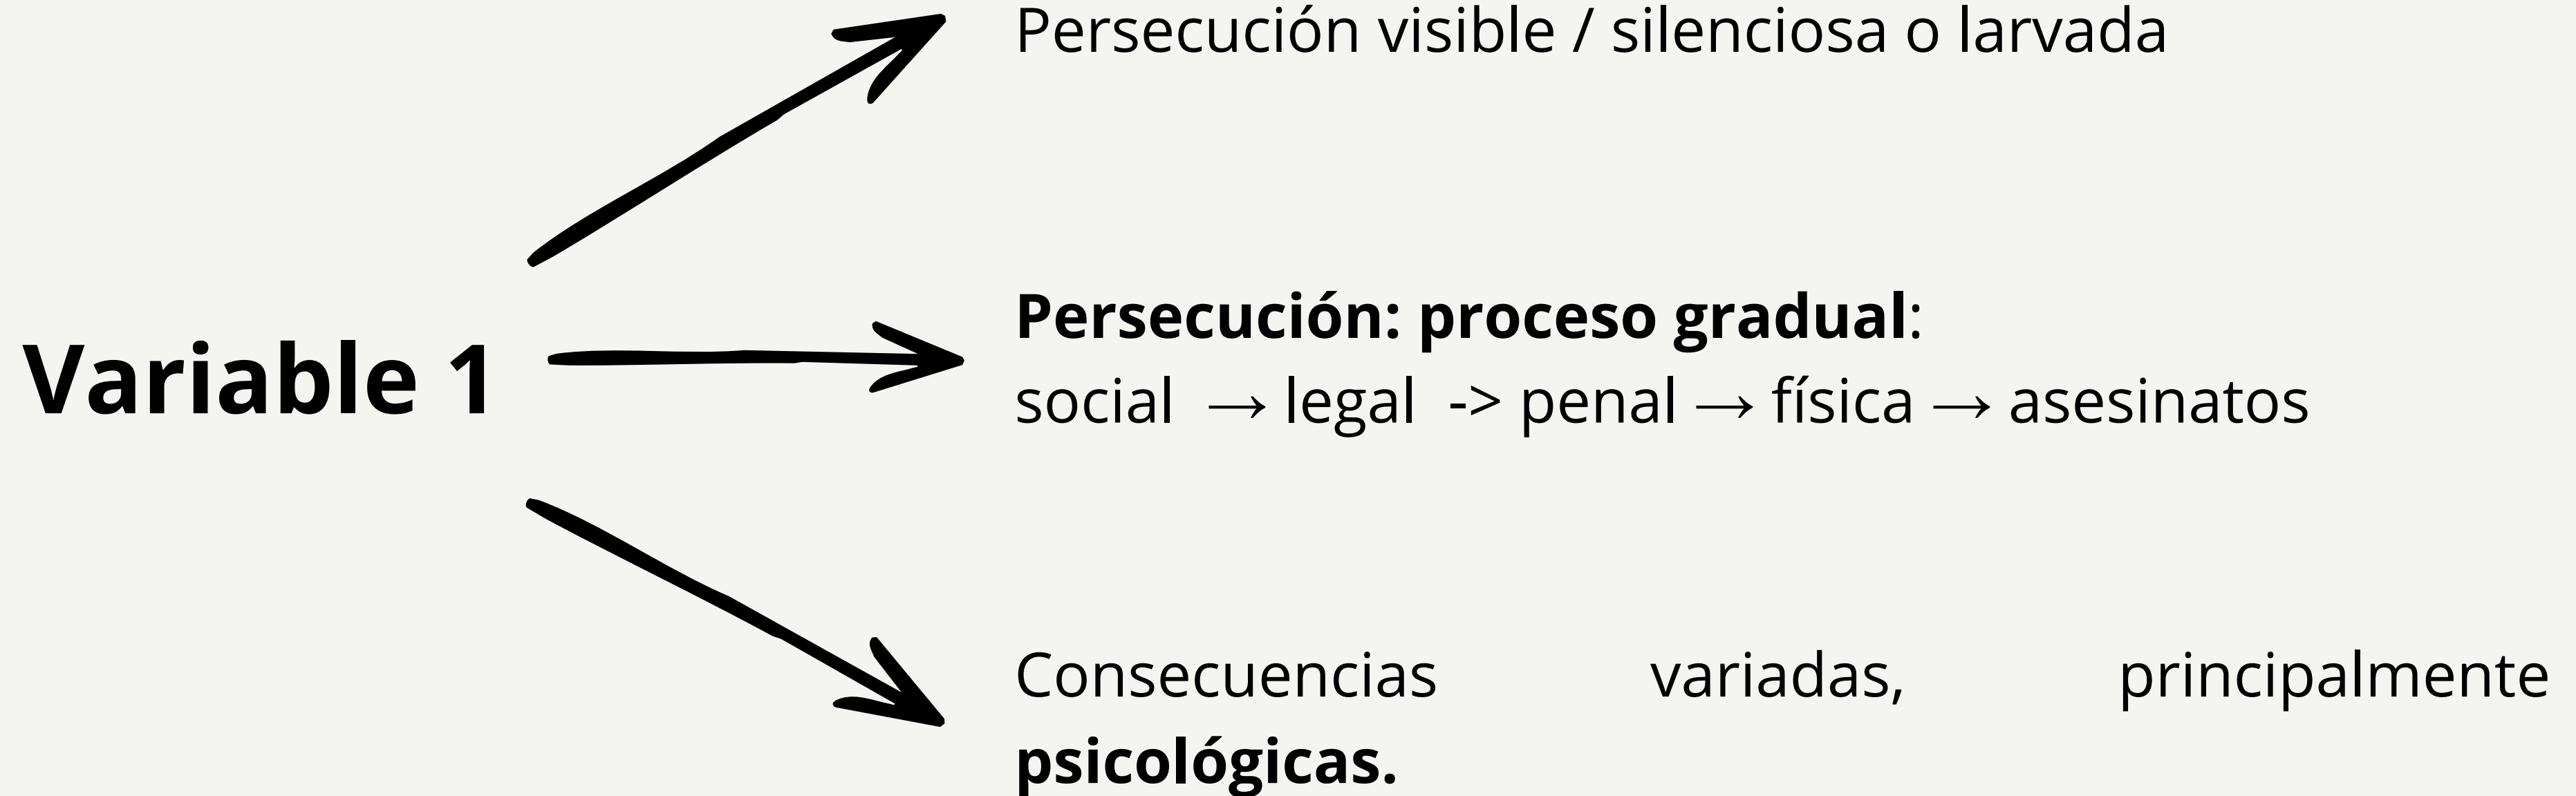 Persecución visible / silenciosa o larvada
Persecución: proceso gradual:
Variable 1
social → legal -> penal → física → asesinatos
Consecuencias variadas, principalmente
psicológicas.